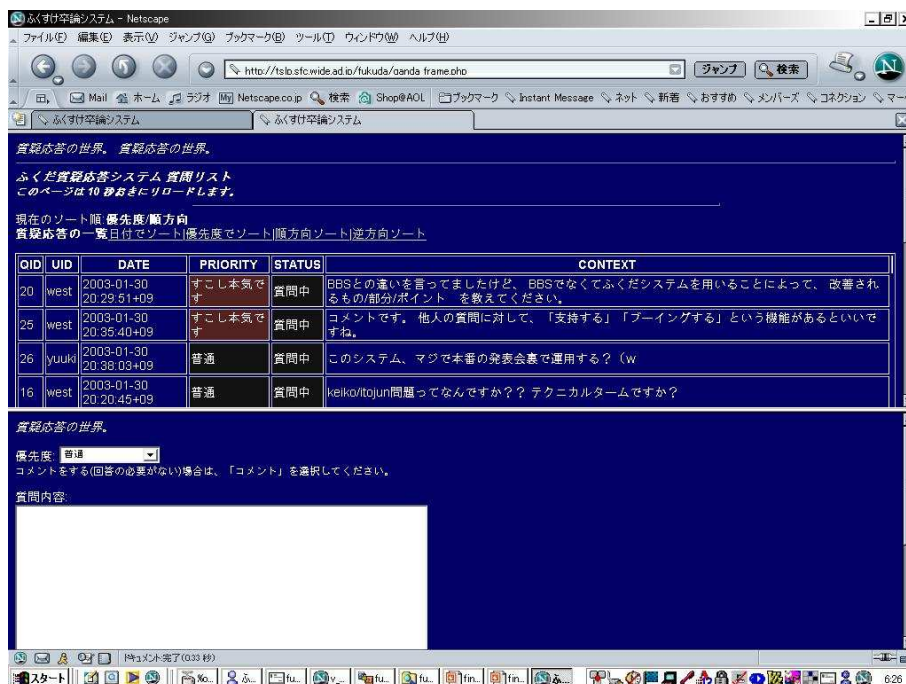 ふくすけ卒論システム - Netscape
ファイル(F) 編集(E) 表示(V) ジャンプ(G) ブックマーク(B) ツール(T) ウィンドウ(W) ヘルプ(H)
http://tslb.sfc.wide.ad.jp/fukuda/qanda_frame.php ジャンプ 検索
Mail ホーム ラジオ My Netscape.co.jp 検索 Shop@AOL ブックマーク Instant Message ネット 新着 おすすめ メンバーズ コネクション マー
ふくすけ卒論システム ふくすけ卒論システム
質疑応答の世界。 質疑応答の世界。
ふくだ質疑応答システム 質問リスト
このページは10秒おきにリロードします。
現在のソート順:優先度/順方向
質疑応答の一覧日付でソート|優先度でソート|順方向ソート|逆方向ソート
QID UID DATE PRIORITY STATUS CONTEXT
20 west 2003-01-30 20:29:51+09 すこし本気です 質問中 BBSとの違いを言ってましたけど、 BBSでなくてふくだシステムを用いることによって、 改善されるもの/部分/ポイント を教えてください。
25 west 2003-01-30 20:35:40+09 すこし本気です 質問中 コメントです。 他人の質問に対して、「支持する」「ブーイングする」という機能があるといいですね。
26 yuuki 2003-01-30 20:38:03+09 普通 質問中 このシステム、マジで本番の発表会裏で運用する？（w
16 west 2003-01-30 20:20:45+09 普通 質問中 keiko/itojun問題ってなんですか？？ テクニカルタームですか？
質疑応答の世界。
優先度: 普通
コメントをする(回答の必要がない)場合は、「コメント」を選択してください。
質問内容:
ドキュメント:完了(0.33 秒)
スタート 6:26